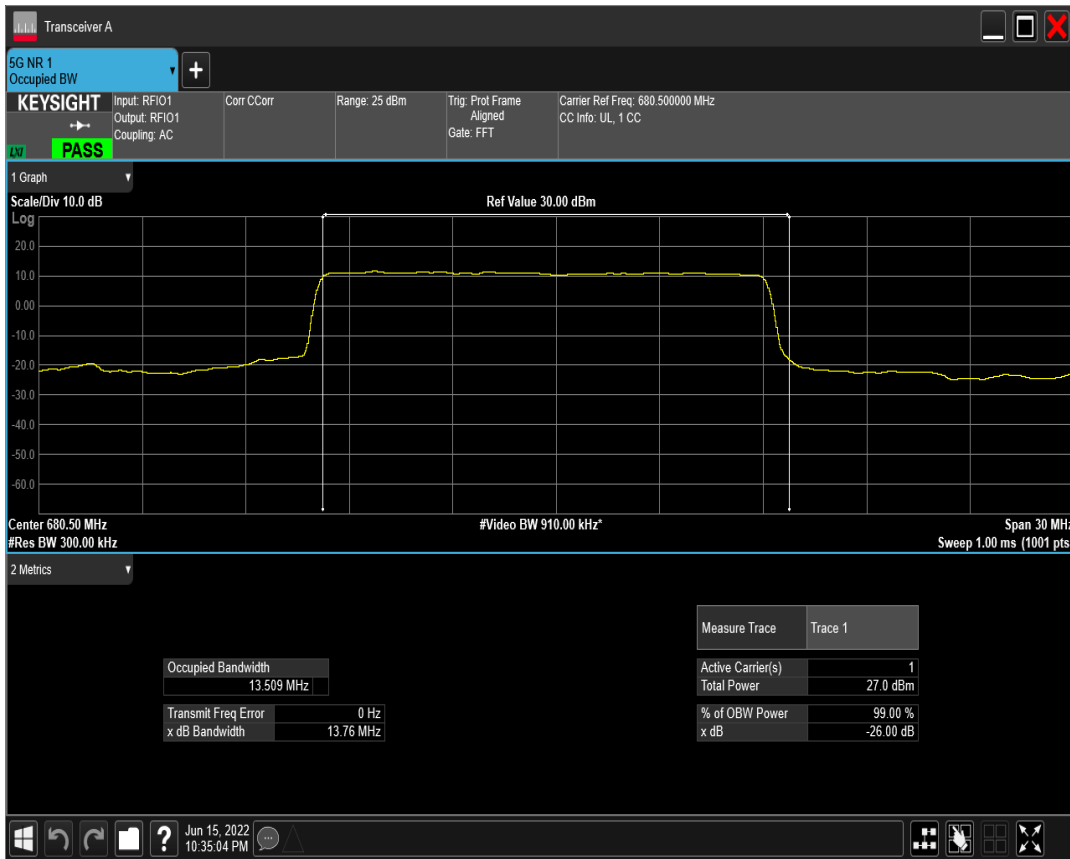 Transceiver A
5G NR 1
Occupied BW
KEYSIGHT
LXI
PASS
Input: RFIO1
Output: RFIO1
Coupling: AC
Corr CCorr
Range: 25 dBm
Trig: Prot Frame
Aligned
Gate: FFT
Carrier Ref Freq: 680.500000 MHz
CC Info: UL, 1 CC
1 Graph
Scale/Div 10.0 dB
Ref Value 30.00 dBm
Log
20.0
10.0
0.00
-10.0
-20.0
-30.0
-40.0
-50.0
-60.0
Center 680.50 MHz
#Video BW 910.00 kHz*
Span 30 MHz
#Res BW 300.00 kHz
Sweep 1.00 ms (1001 pts
2 Metrics
Measure Trace Trace 1
Occupied Bandwidth
13.509 MHz
Active Carrier(s) 1
Total Power 27.0 dBm
Transmit Freq Error 0 Hz
x dB Bandwidth 13.76 MHz
% of OBW Power 99.00 %
x dB -26.00 dB
?
Jun 15, 2022
10:35:04 PM